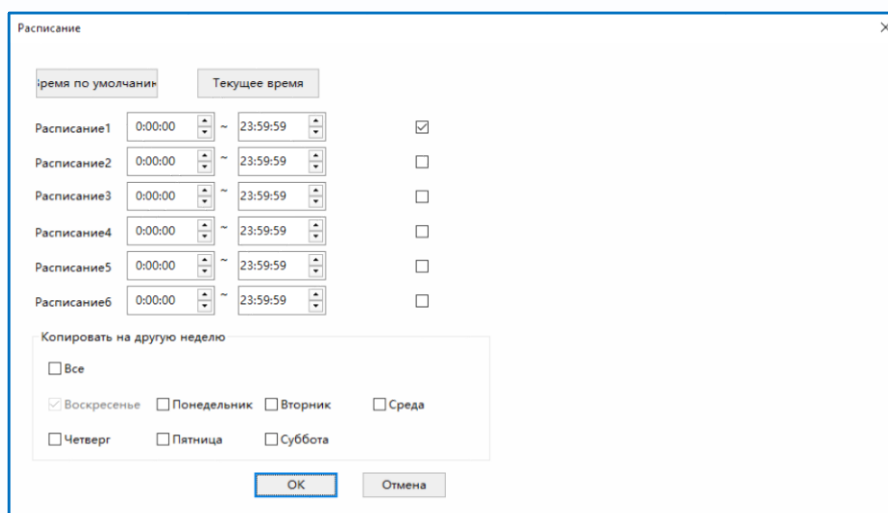 Расписание
ремя по умолчани
Текущее время
Расписание1 0:00:00 ~ 23:59:59
Расписание2 0:00:00 ~ 23:59:59
Расписание3 0:00:00 ~ 23:59:59
Расписание4 0:00:00 ~ 23:59:59
Расписание5 0:00:00 ~ 23:59:59
Расписание6 0:00:00 ~ 23:59:59
Копировать на другую неделю
Все
Воскресенье Понедельник Вторник Среда
Четверг Пятница Суббота
OK Отмена